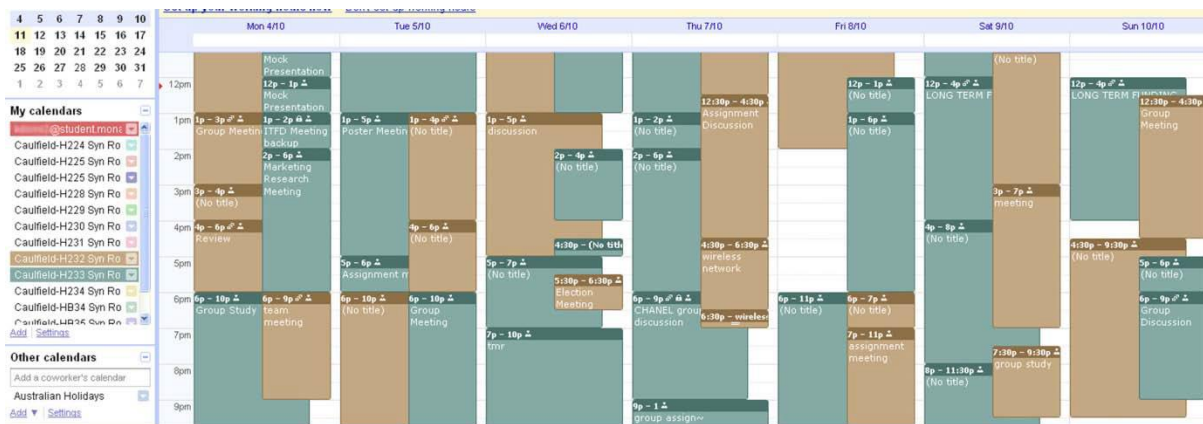 Mon 4/10 Tue 5/10 Wed 6/10 Thu 7/10 Fri 8/10 Sat 9/10 Sun 10/10
4 5 6 7 8 9 10
11 12 13 14 15 16 17
18 19 20 21 22 23 24
25 26 27 28 29 30 31
1 2 3 4 5 6 7
My calendars
@student.mona
Caulfield-H224 Syn Ro
Caulfield-H225 Syn Ro
Caulfield-H225 Syn Ro
Caulfield-H228 Syn Ro
Caulfield-H229 Syn Ro
Caulfield-H230 Syn Ro
Caulfield-H231 Syn Ro
Caulfield-H232 Syn Ro
Caulfield-H233 Syn Ro
Caulfield-H234 Syn Ro
Caulfield-HB34 Syn Ro
Caulfield-HB35 Syn Ro
Add Settings
Other calendars
Add a coworker's calendar
Australian Holidays
Add ▼ Settings
12pm
1pm
2pm
3pm
4pm
5pm
6pm
7pm
8pm
9pm
Mock
Presentation
12p – 1p
Mock
Presentation
1p – 3p
Group Meetin
1p – 2p
ITFD Meeting
backup
2p – 6p
Marketing
Research
Meeting
3p – 4p
(No title)
4p – 6p
Review
6p – 10p
Group Study
6p – 9p
team
meeting
1p – 5p
Poster Meetin
1p – 4p
(No title)
4p – 6p
(No title)
5p – 6p
Assignment m
6p – 10p
(No title)
6p – 10p
Group
Meeting
1p – 5p
discussion
2p – 4p
(No title)
4:30p – (No titl
5p – 7p
(No title)
5:30p – 6:30p
Election
Meeting
7p – 10p
tmr
12:30p – 4:30p
Assignment
Discussion
1p – 2p
(No title)
2p – 6p
(No title)
4:30p – 6:30p
wireless
network
6p – 9p
CHANEL grou
discussion
6:30p – wireless
9p – 1
group assign~
12p – 1p
(No title)
1p – 6p
(No title)
6p – 11p
(No title)
6p – 7p
(No title)
7p – 11p
assignment
meeting
(No title)
12p – 4p
LONG TERM F
3p – 7p
meeting
4p – 8p
(No title)
7:30p – 9:30p
group study
8p – 11:30p
(No title)
12p – 4p
LONG TERM FUNDING
12:30p – 4:30p
Group
Meeting
4:30p – 9:30p
(No title)
5p – 6p
(No title)
6p – 9p
Group
Discussion